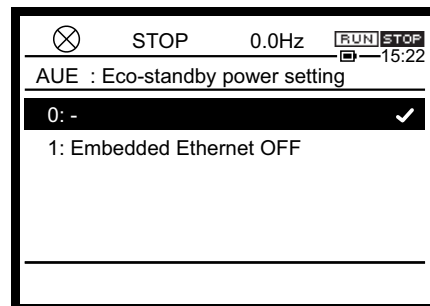 STOP 0.0Hz RUN STOP
15:22
AUE : Eco-standby power setting
0: -
1: Embedded Ethernet OFF